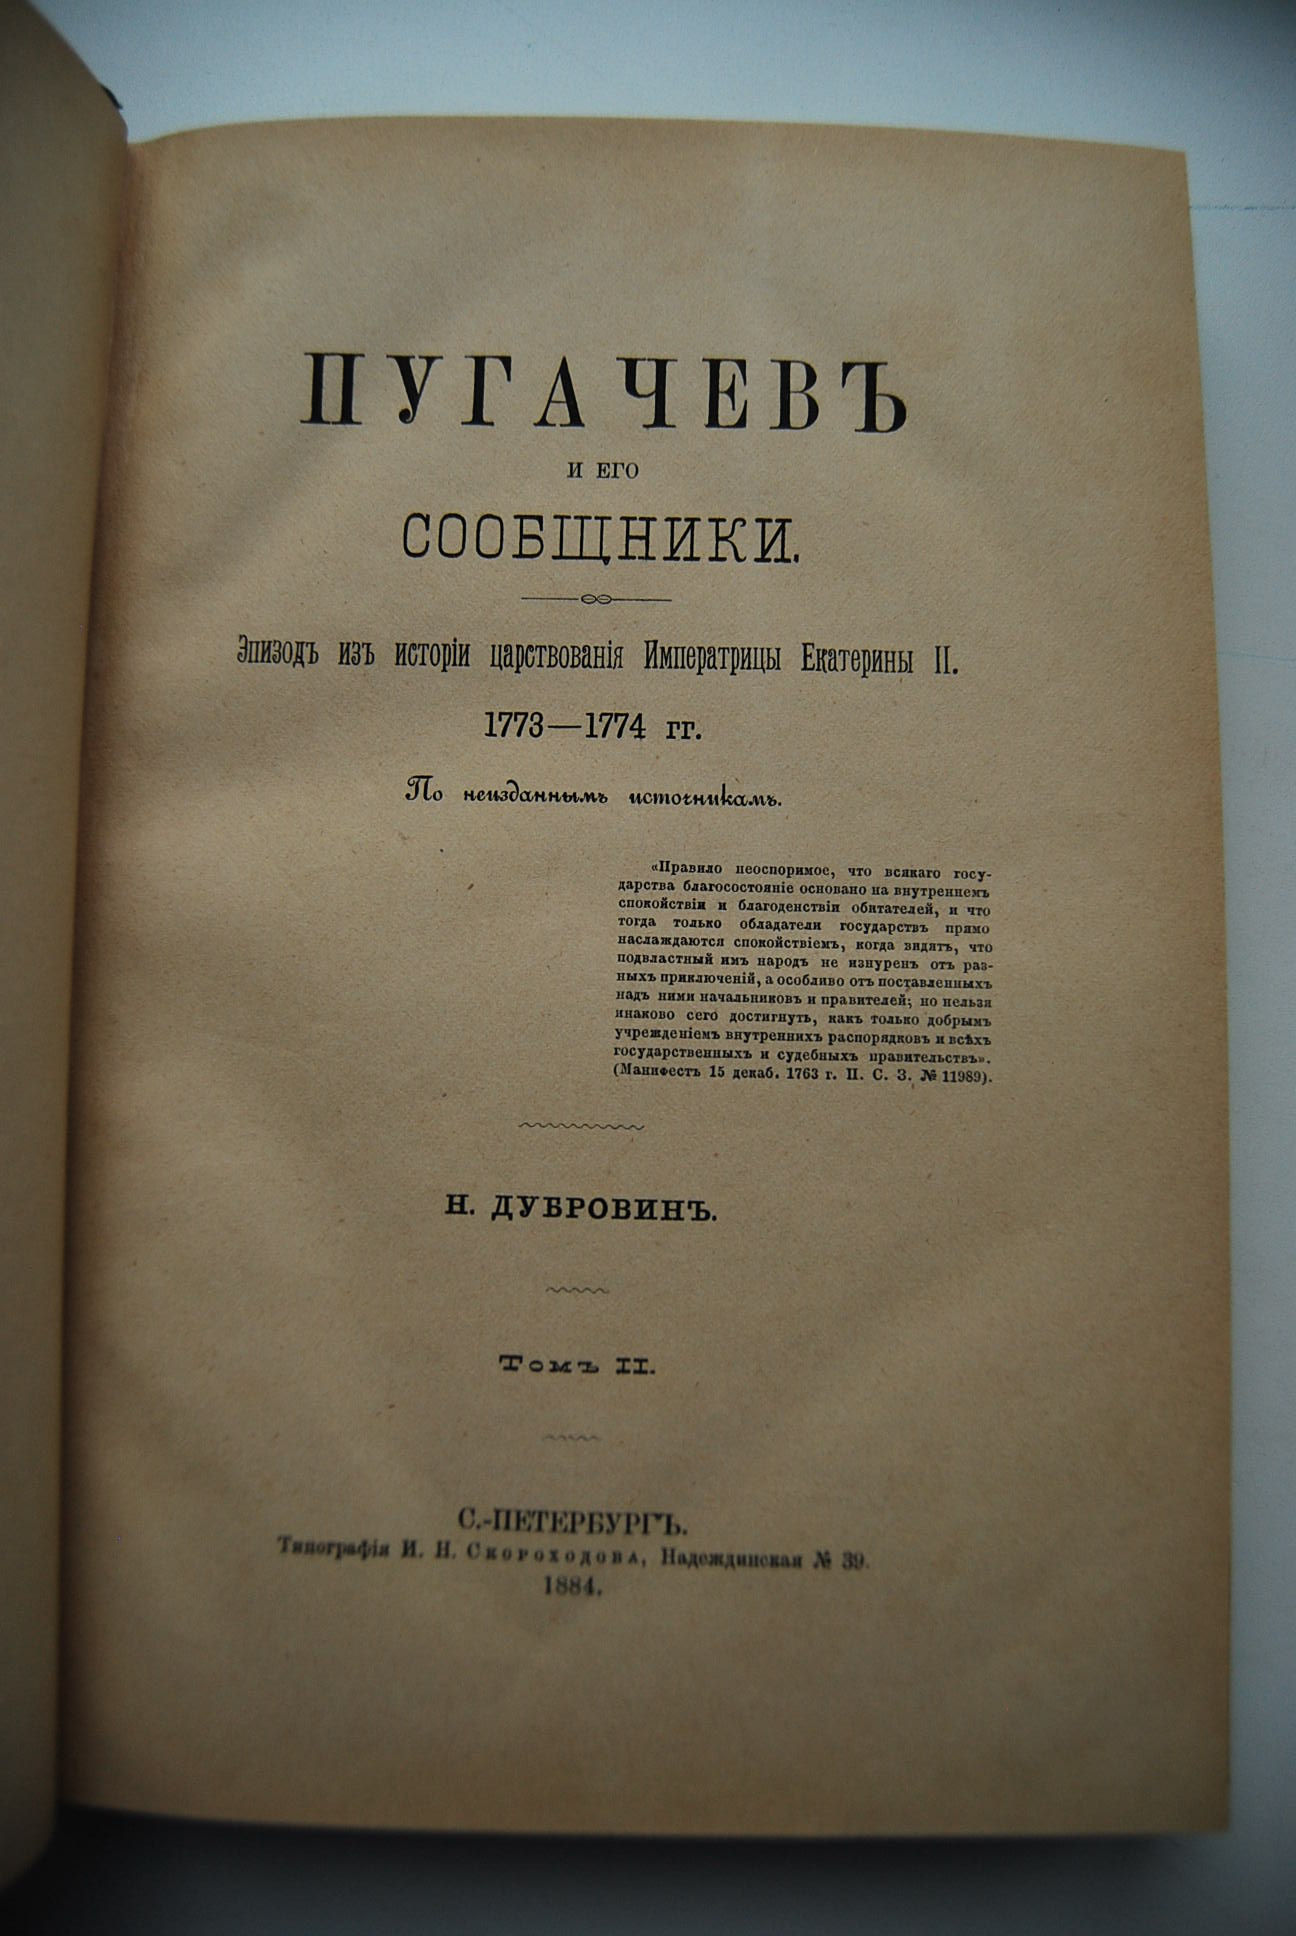 ПУГАЧЕВЪ
И ЕГО
СООБЩНИКИ.
Эпизодъ изъ исторіи царствованія Императрицы Екатерины II.
1773—1774 гг.
По неизданнымъ источникамъ.
«Правило неоспоримое, что всякаго госу-
дарства благосостояніе основано на внутреннемъ
спокойствіи и благоденствіи обитателей, и что
тогда только обладатели государствъ прямо
наслаждаются спокойствіемъ, когда видятъ, что
подвластный имъ народъ не изнуренъ отъ раз-
ныхъ приключеній, а особливо отъ поставленныхъ
надъ ними начальниковъ и правителей; но нельзя
инаково сего достигнуть, какъ только добрымъ
учрежденіемъ внутреннихъ распорядковъ и всѣхъ
государственныхъ и судебныхъ правительствъ».
(Манифестъ 15 декаб. 1763 г. П. С. З. № 11989).
Н. ДУБРОВИНЪ.
Томъ II.
С.-ПЕТЕРБУРГЪ.
Типографія И. Н. Скороходова, Надеждинская № 39.
1884.